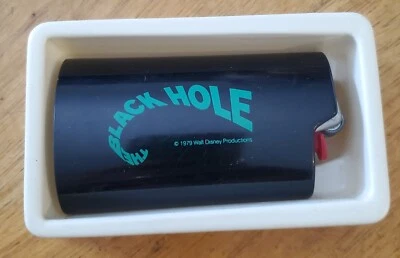 THE BLACK HOLE
© 1979 Walt Disney Productions